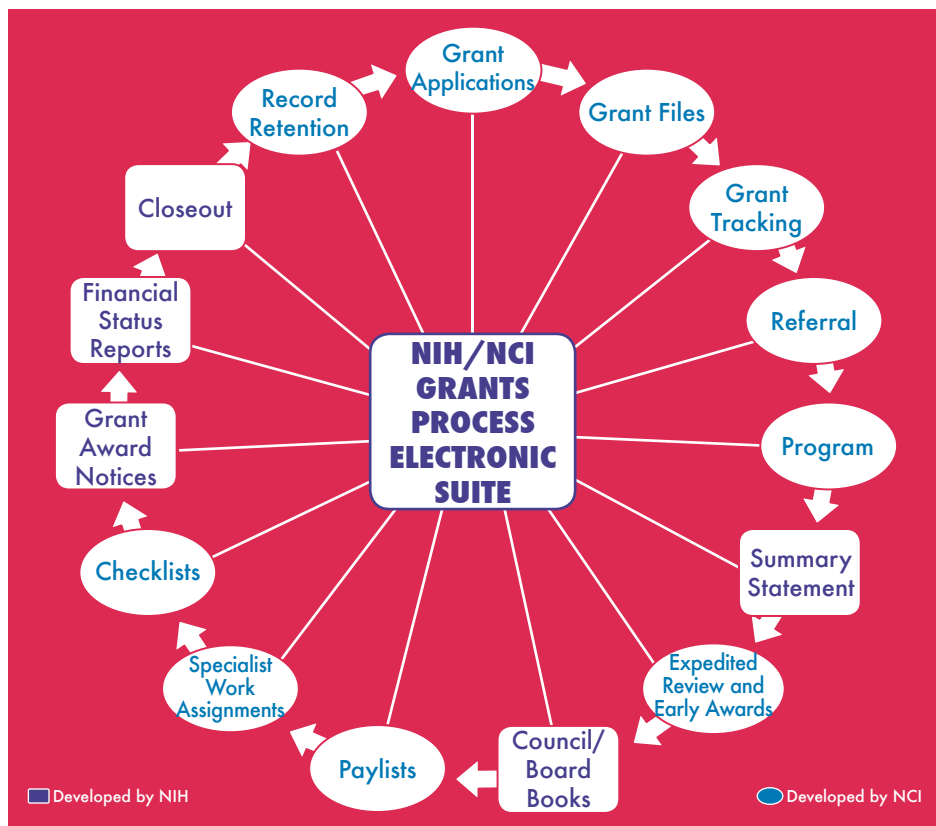 Grant
Applications
Grant Files
Grant
Tracking
Referral
Program
Summary
Statement
Expedited
Review and
Early Awards
Council/
Board
Books
Paylists
Specialist
Work
Assignments
Checklists
Grant
Award
Notices
Financial
Status
Reports
Closeout
Record
Retention
NIH/NCI
GRANTS
PROCESS
ELECTRONIC
SUITE
Developed by NIH
Developed by NCI